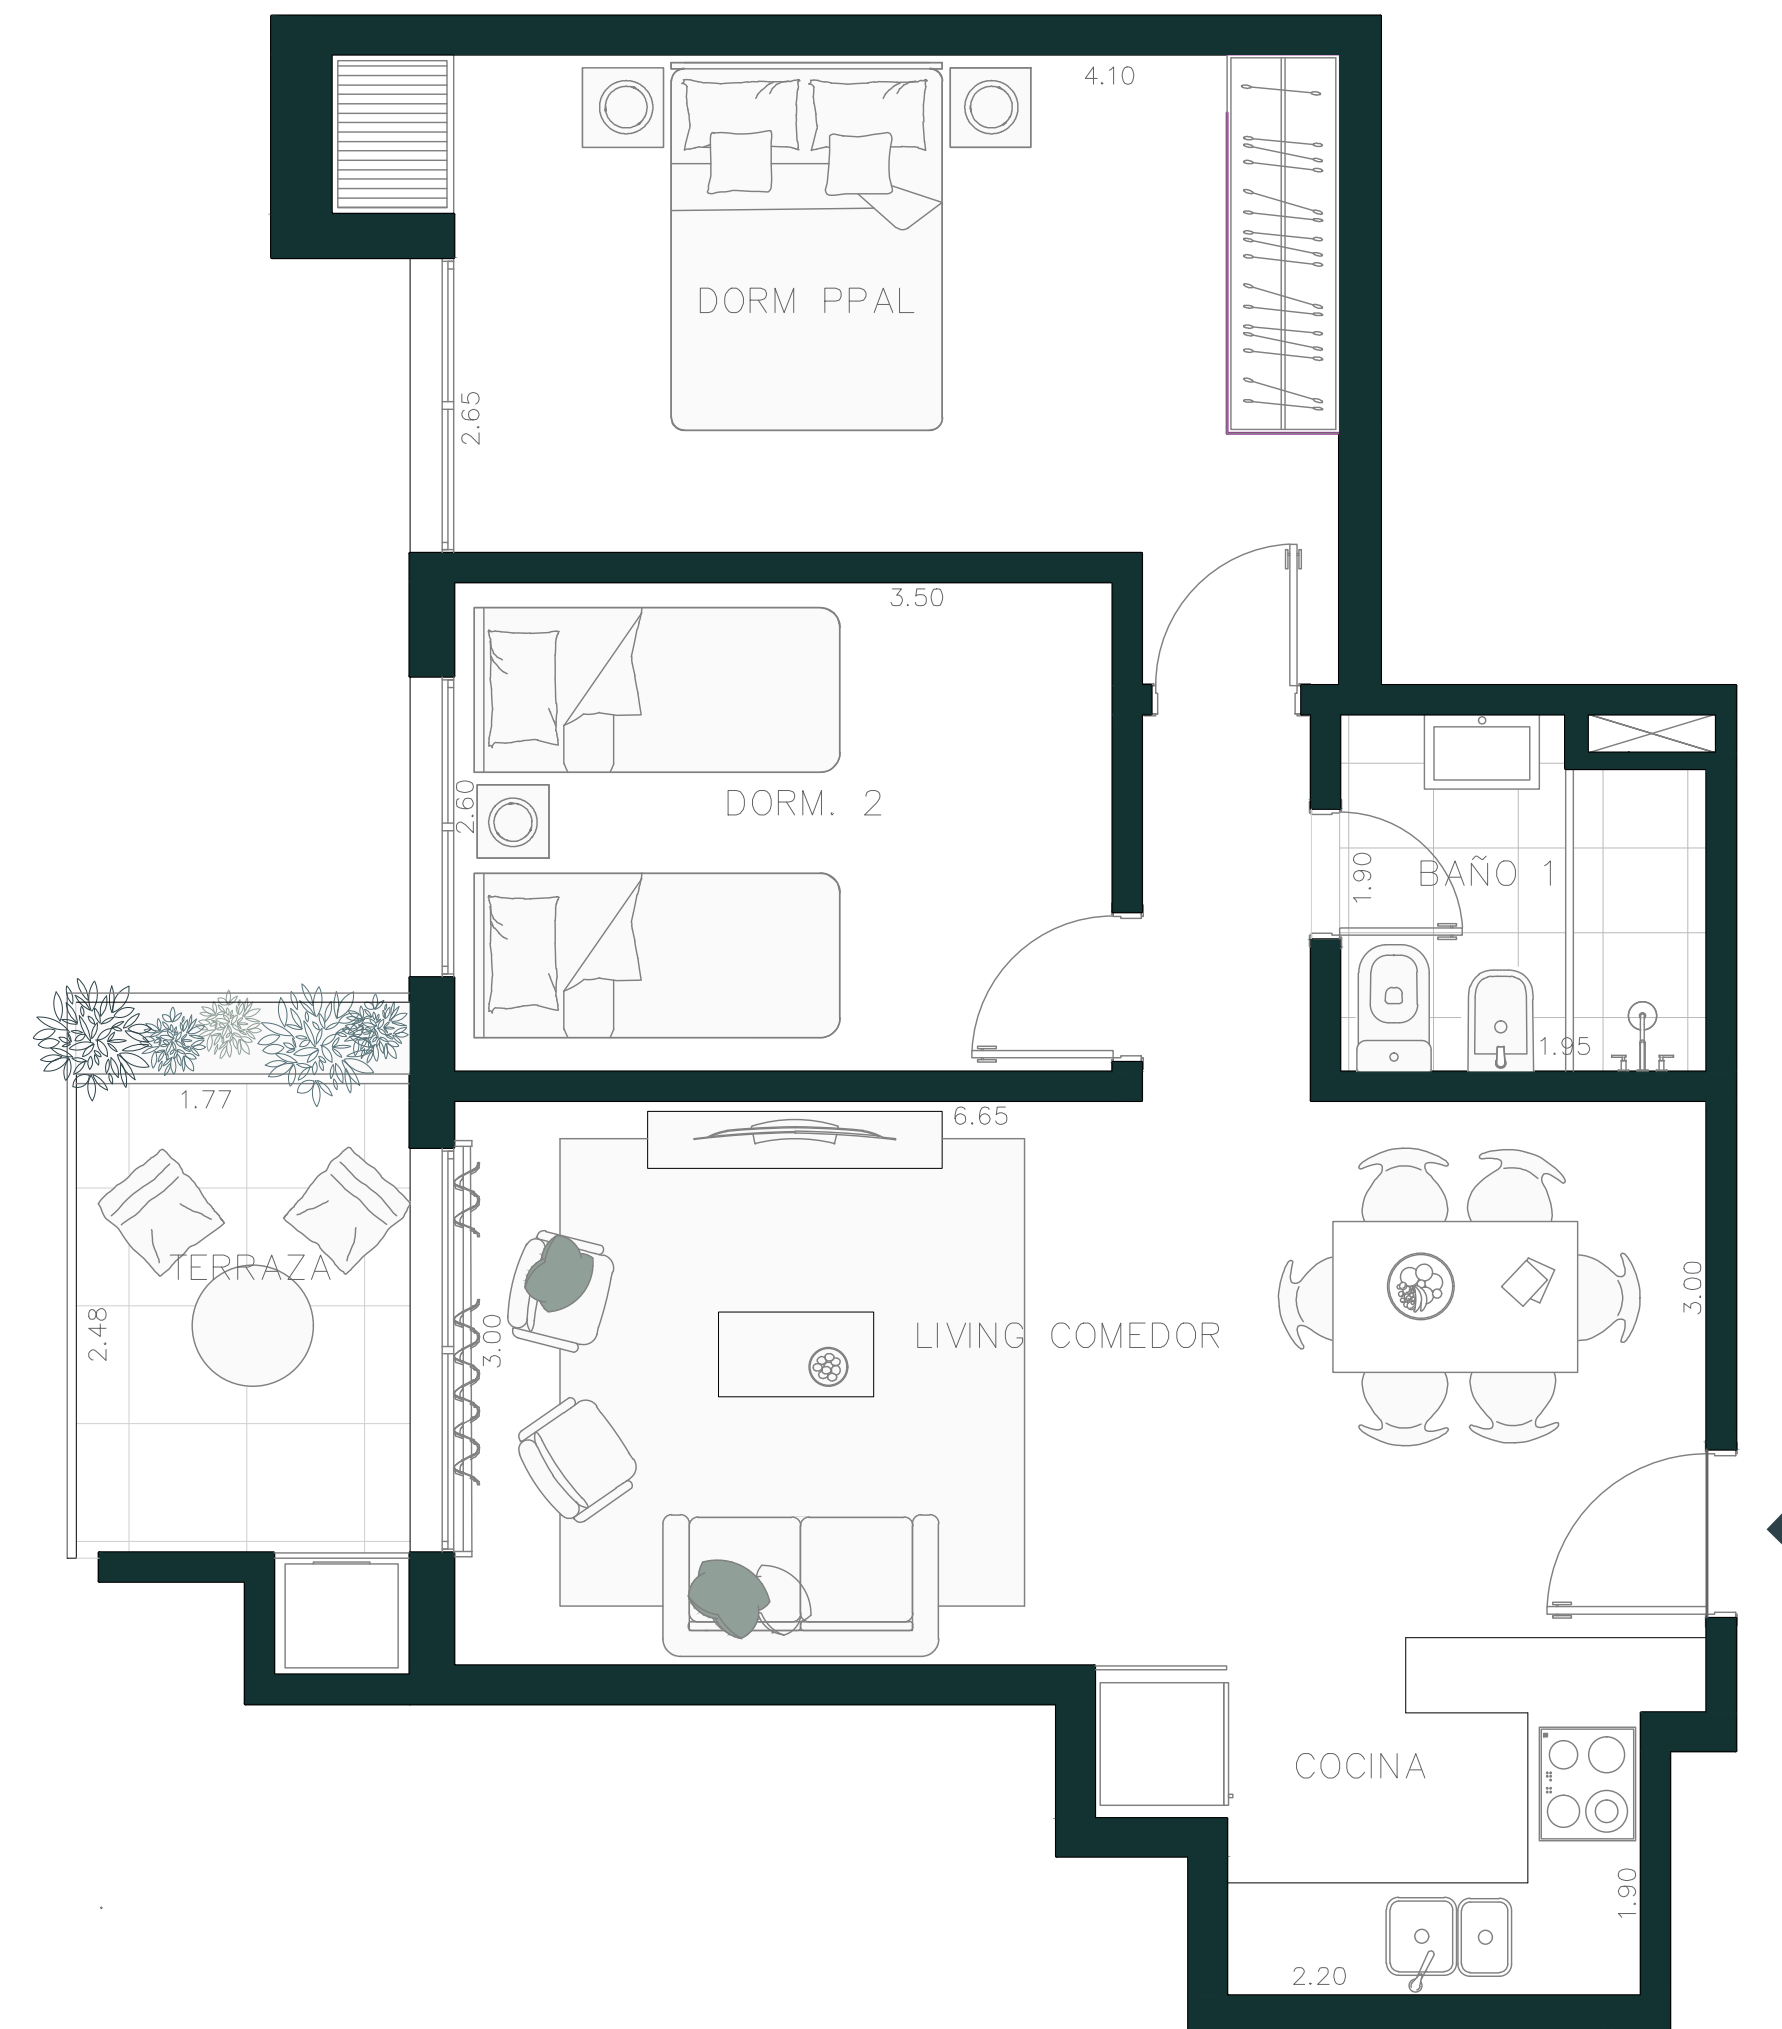 4.10
DORM PPAL
2.65
3.50
2.60
DORM. 2
1.90
BAÑO 1
1.95
1.77
6.65
TERRAZA
2.48
3.00
LIVING COMEDOR
3.00
COCINA
1.90
2.20